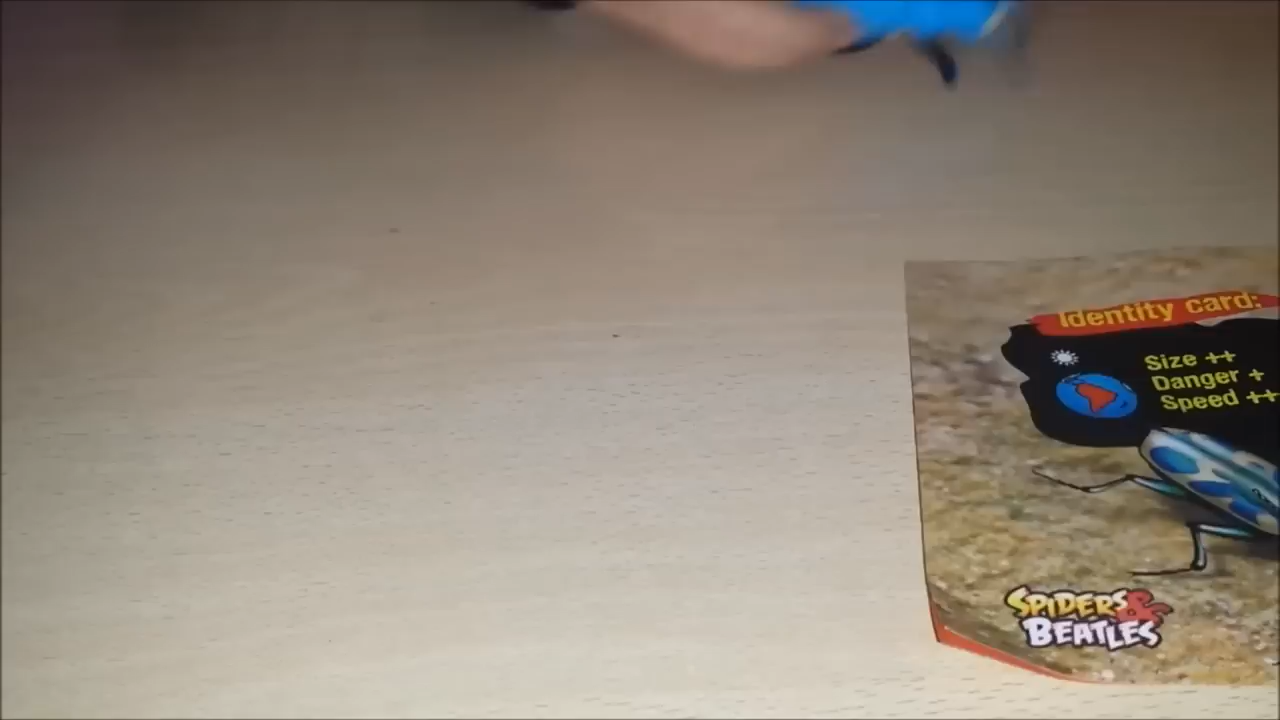 Identity card:
Size ++
Danger +
Speed ++
SPIDERS &
BEATLES